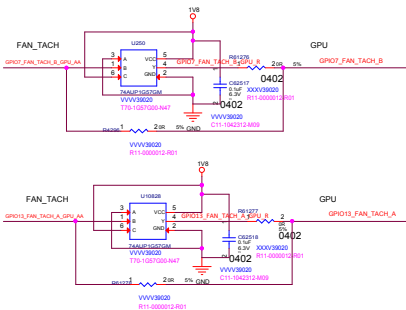 1V8
FAN_TACH
U250
GPU
GPIO7_FAN_TACH_B_GPU_AA
3 A VCC 5
1 B Y 4
6 C GND 2
GPIO7_FAN_TACH_B_GPU_R
R61276
1 2 0R 5%
GPIO7_FAN_TACH_B
0402
74AUP1G57GM
VVVV39020
T70-1G57G00-N47
C62517
0.1uF
6.3V
0402
XXXV39020
R11-0000012-R01
VVVV39020
C11-1042312-M09
R4296 1 2 0R 5% GND
VVVV39020
R11-0000012-R01
1V8
FAN_TACH
U10828
GPU
GPIO13_FAN_TACH_A_GPU_AA
3 A VCC 5
1 B Y 4
6 C GND 2
GPIO13_FAN_TACH_A_GPU_R
R61277
1 2
0R
5%
GPIO13_FAN_TACH_A
0402
74AUP1G57GM
VVVV39020
T70-1G57G00-N47
C62518
0.1uF
6.3V
0402
XXXV39020
R11-0000012-R01
VVVV39020
C11-1042312-M09
1 2 0R 5% GND
VVVV39020
R11-0000012-R01